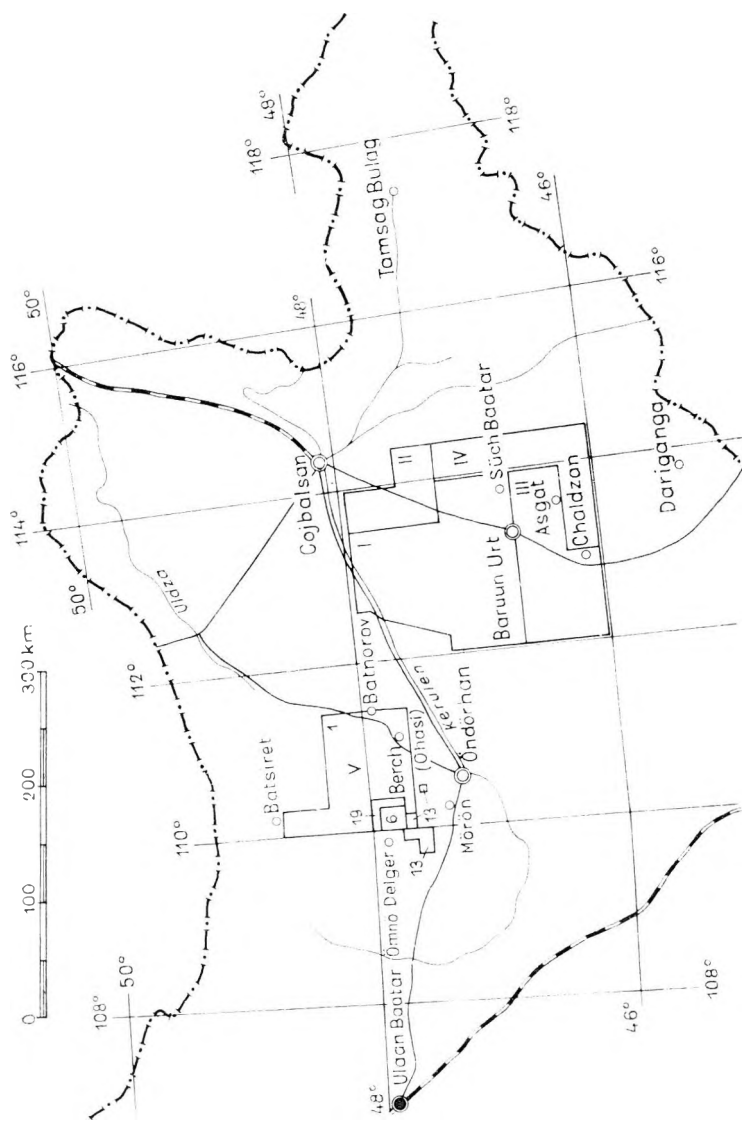 0 100 200 300 km
108°
50°
110°
112°
50°
114°
116°
50°
48°
118°
48°
Uldza
Batsiret
1
V
Batnorov
19
6
Berch
13
(Ohasi)
13
Ömno Delger
Mörön
Kerulen
Öndörhan
48°
Ulaan Baatar
Cojbalsan
Tamsag Bulag
I
II
IV
Süch Baatar
III
Baruun Urt
Asgat
Chaldzan
Dariganga
46°
108°
116°
46°
118°